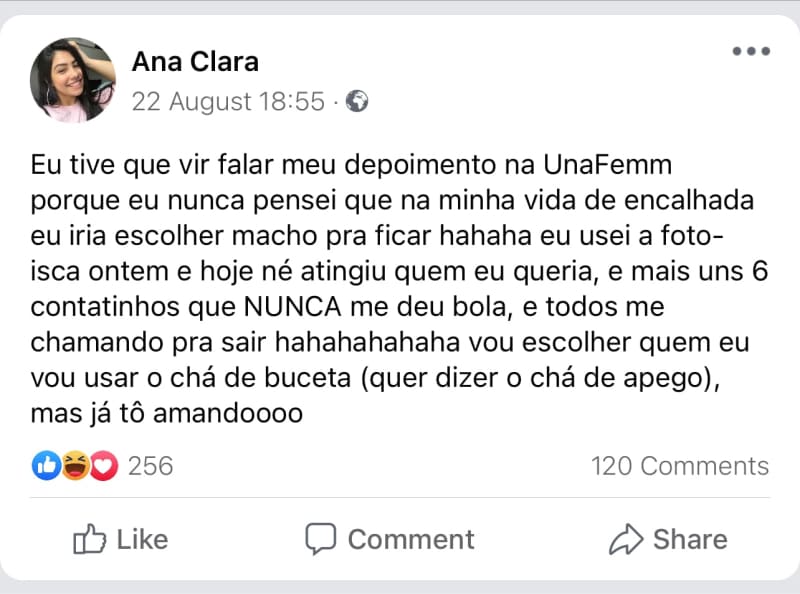 Ana Clara
22 August 18:55 ·
Eu tive que vir falar meu depoimento na UnaFemm
porque eu nunca pensei que na minha vida de encalhada
eu iria escolher macho pra ficar hahaha eu usei a foto-
isca ontem e hoje né atingiu quem eu queria, e mais uns 6
contatinhos que NUNCA me deu bola, e todos me
chamando pra sair hahahahahaha vou escolher quem eu
vou usar o chá de buceta (quer dizer o chá de apego),
mas já tô amandoooo
256 120 Comments
Like Comment Share